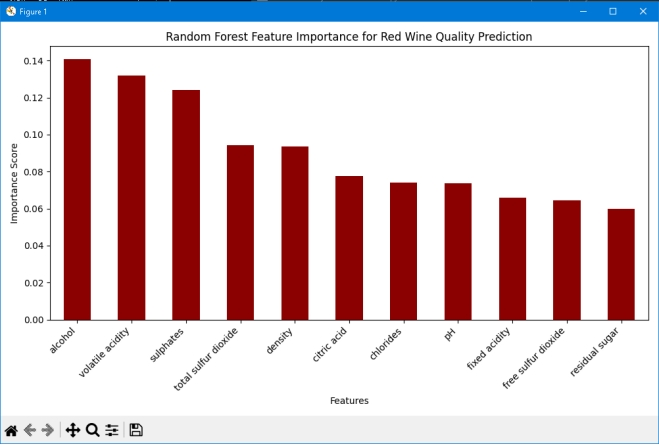 Figure 1
Random Forest Feature Importance for Red Wine Quality Prediction
Importance Score
0.14
0.12
0.10
0.08
0.06
0.04
0.02
0.00
alcohol
volatile acidity
sulphates
total sulfur dioxide
density
citric acid
chlorides
pH
fixed acidity
free sulfur dioxide
residual sugar
Features